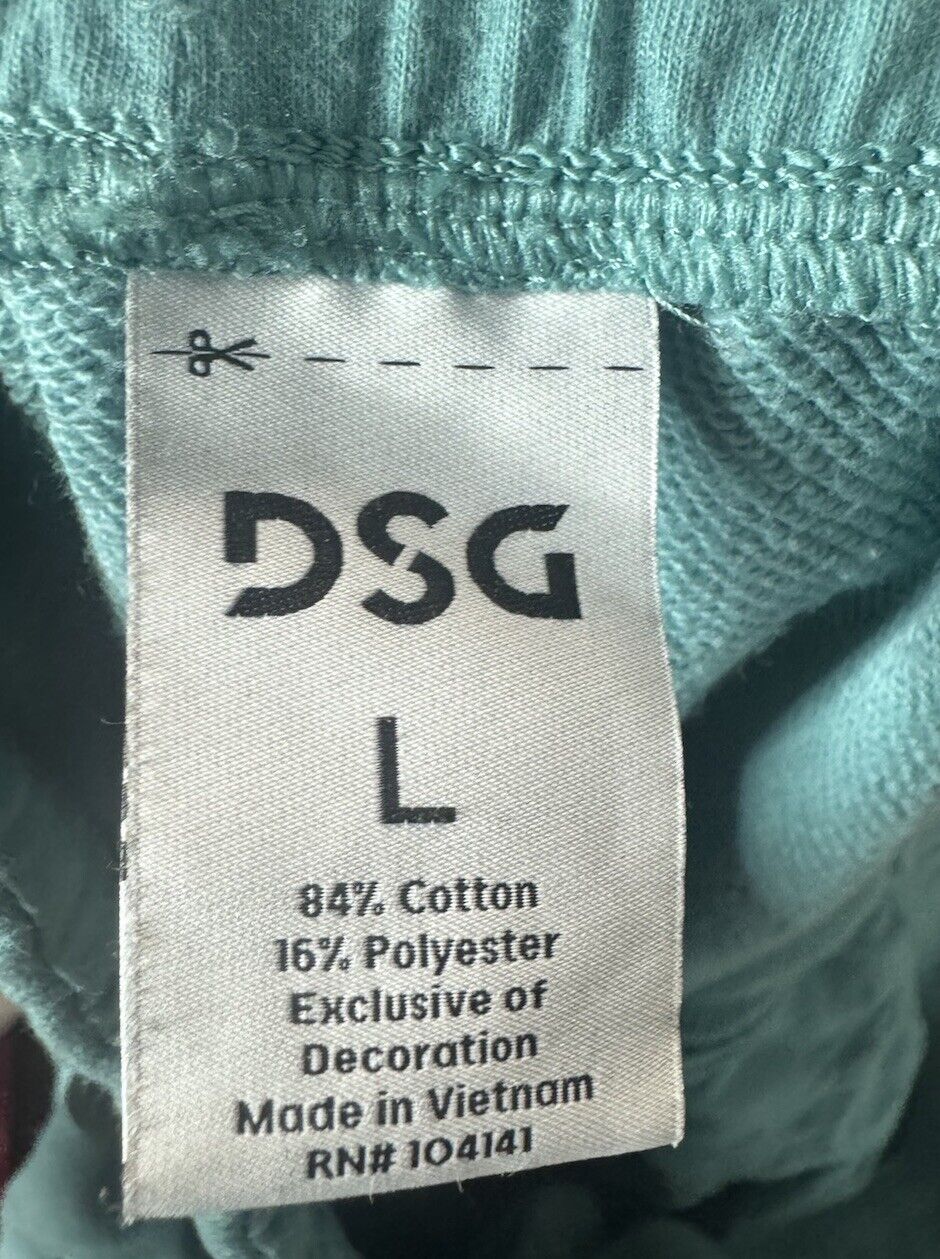 DSG
L
84% Cotton
16% Polyester
Exclusive of
Decoration
Made in Vietnam
RN# 104141